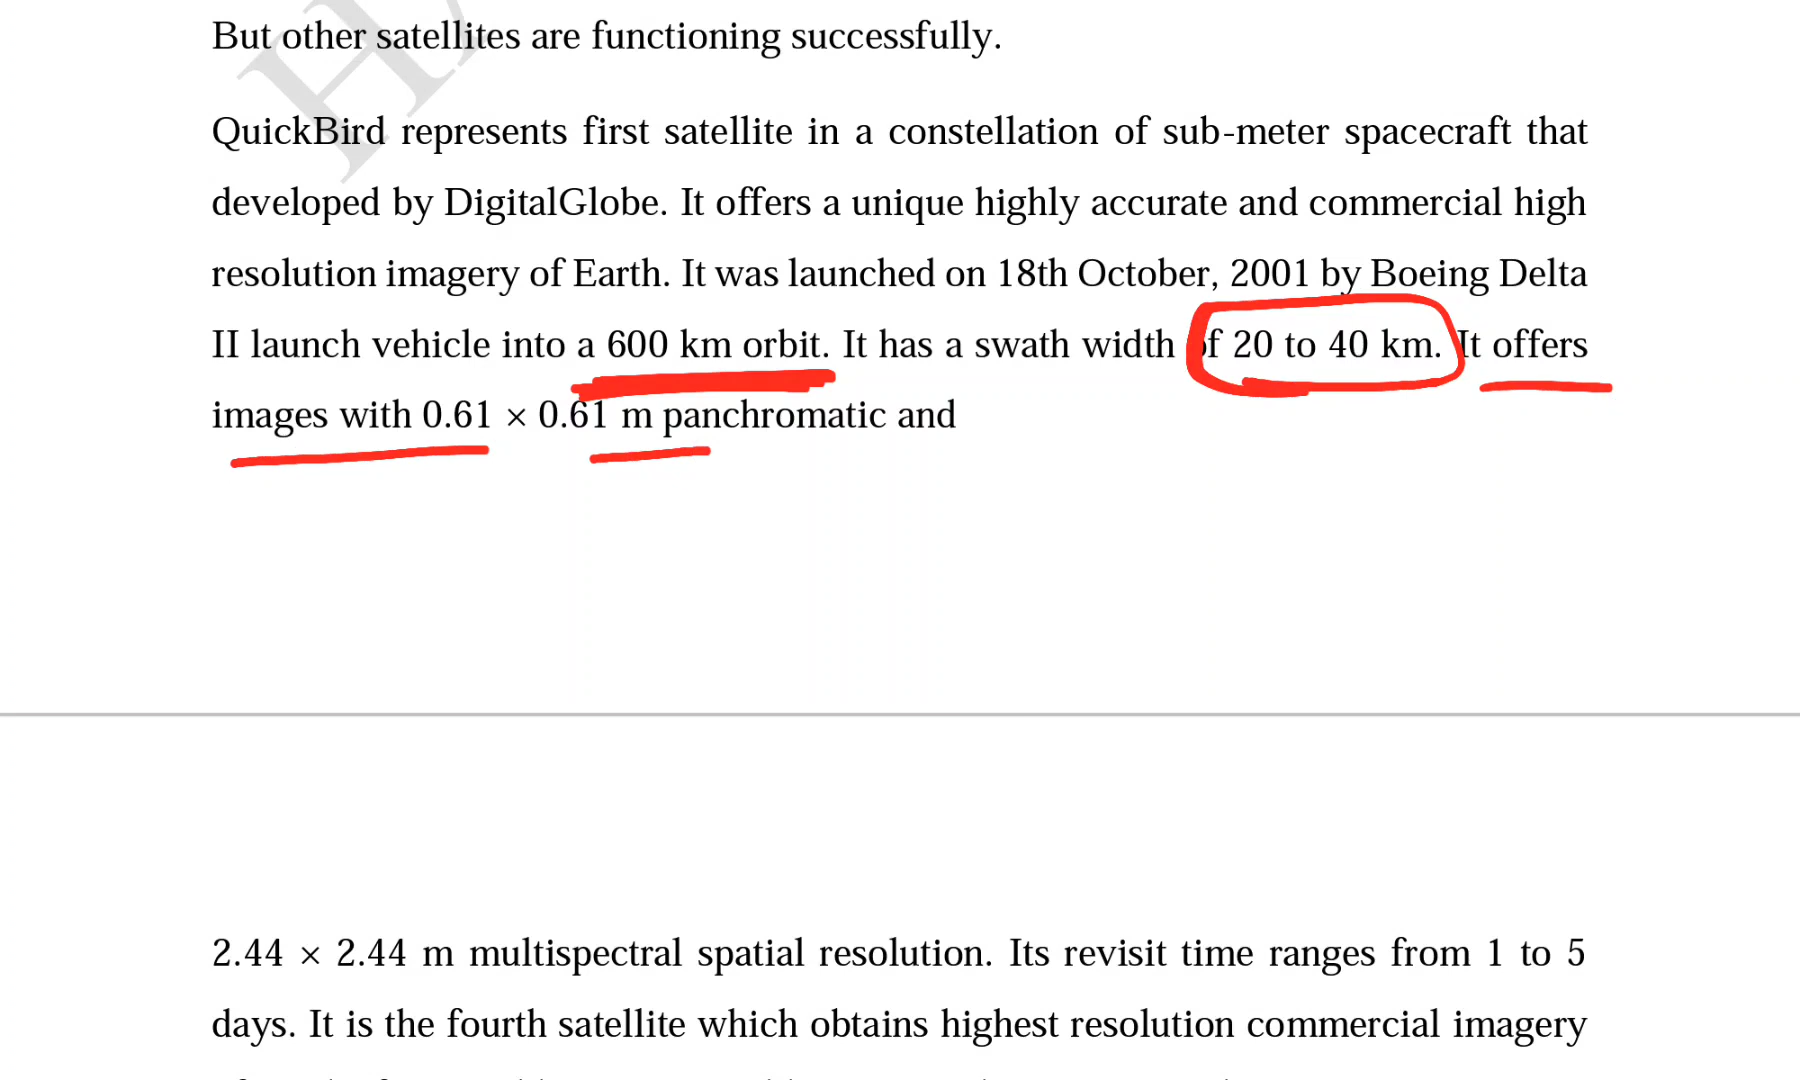 But other satellites are functioning successfully.
QuickBird represents first satellite in a constellation of sub-meter spacecraft that
developed by DigitalGlobe. It offers a unique highly accurate and commercial high
resolution imagery of Earth. It was launched on 18th October, 2001 by Boeing Delta
II launch vehicle into a 600 km orbit. It has a swath width of 20 to 40 km. It offers
images with 0.61 × 0.61 m panchromatic and
2.44 × 2.44 m multispectral spatial resolution. Its revisit time ranges from 1 to 5
days. It is the fourth satellite which obtains highest resolution commercial imagery